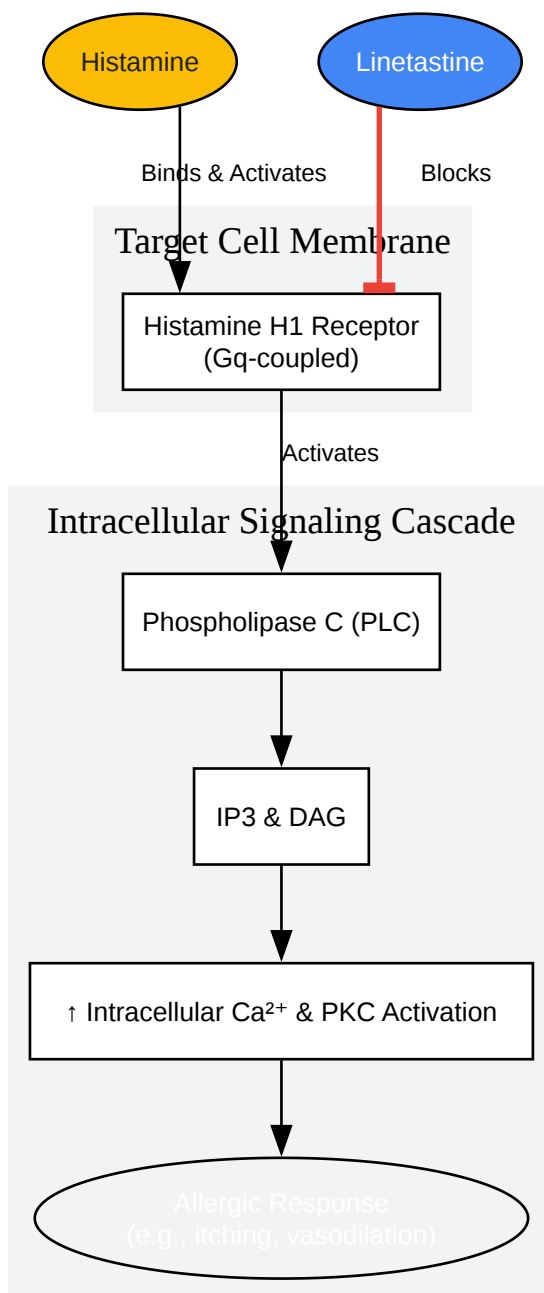 Histamine
Linetastine
Binds & Activates
Blocks
Target Cell Membrane
Histamine H1 Receptor
(Gq-coupled)
Activates
Intracellular Signaling Cascade
Phospholipase C (PLC)
IP3 & DAG
↑ Intracellular Ca²⁺ & PKC Activation
Allergic Response
(e.g., itching, vasodilation)